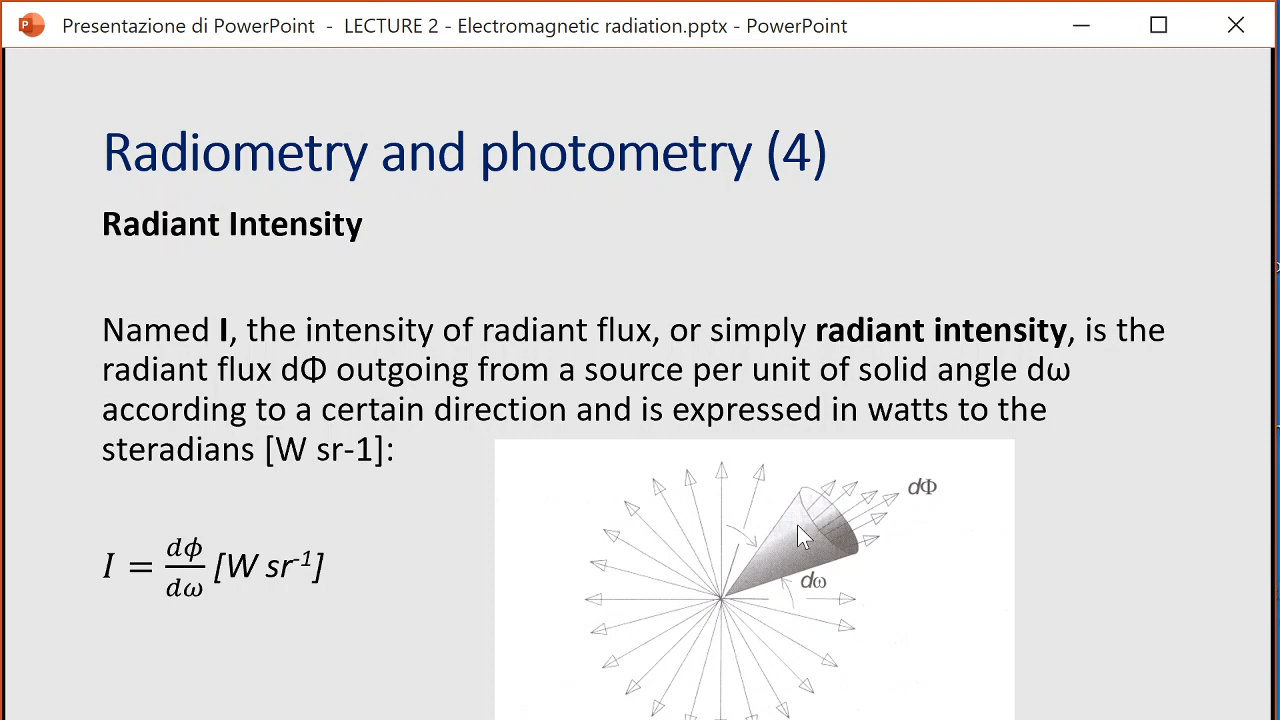 Presentazione di PowerPoint - LECTURE 2 - Electromagnetic radiation.pptx - PowerPoint
Radiometry and photometry (4)
Radiant Intensity
Named I, the intensity of radiant flux, or simply radiant intensity, is the
radiant flux dΦ outgoing from a source per unit of solid angle dω
according to a certain direction and is expressed in watts to the
steradians [W sr-1]:
dΦ
dω
I = dϕ/dω [W sr⁻¹]